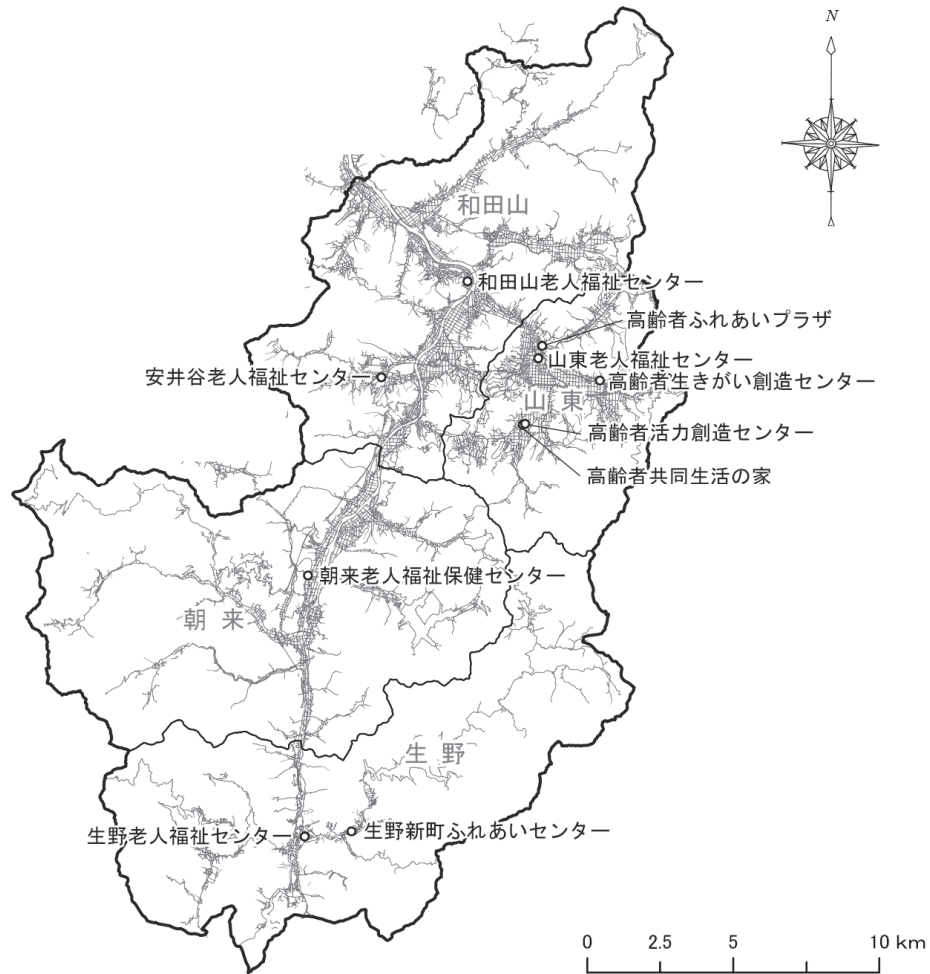 N
和田山
和田山老人福祉センター
高齢者ふれあいプラザ
山東老人福祉センター
安井谷老人福祉センター
高齢者生きがい創造センター
山東
高齢者活力創造センター
高齢者共同生活の家
朝来老人福祉保健センター
朝来
生野
生野老人福祉センター
生野新町ふれあいセンター
0 2.5 5 10 km